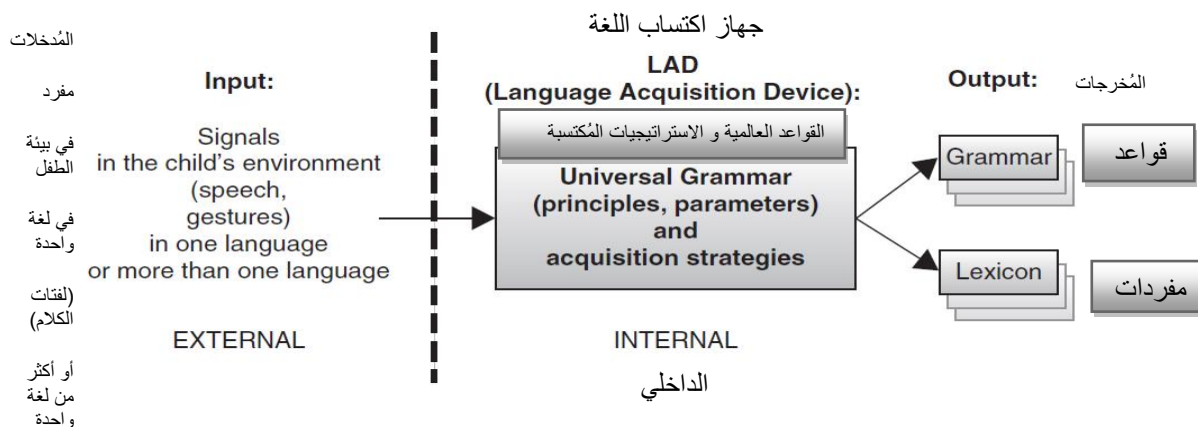 المُدخلات
مفرد
في بيئة
الطفل
في لغة
واحدة
(لفتات
الكلام)
أو أكثر
من لغة
واحدة
Input:
Signals
in the child's environment
(speech,
gestures)
in one language
or more than one language
EXTERNAL
جهاز اكتساب اللغة
LAD
(Language Acquisition Device):
القواعد العالمية و الاستراتيجيات المُكتسبة
Universal Grammar
(principles, parameters)
and
acquisition strategies
INTERNAL
الداخلي
Output:
المُخرجات
Grammar
قواعد
Lexicon
مفردات